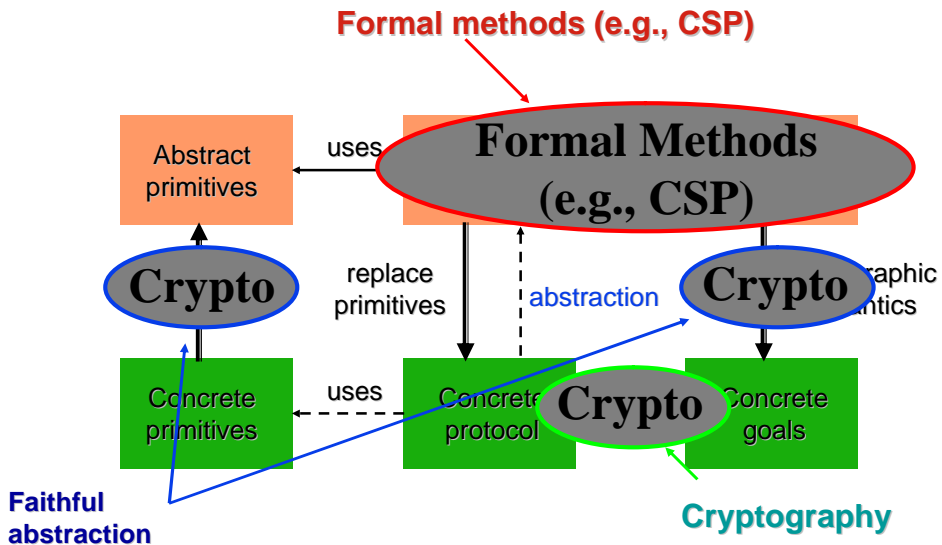 Formal methods (e.g., CSP)
Abstract
primitives
uses
Formal Methods
(e.g., CSP)
Crypto
replace
primitives
abstraction
Crypto
Concrete
primitives
uses
Concrete
protocol
Crypto
Concrete
goals
Faithful
abstraction
Cryptography